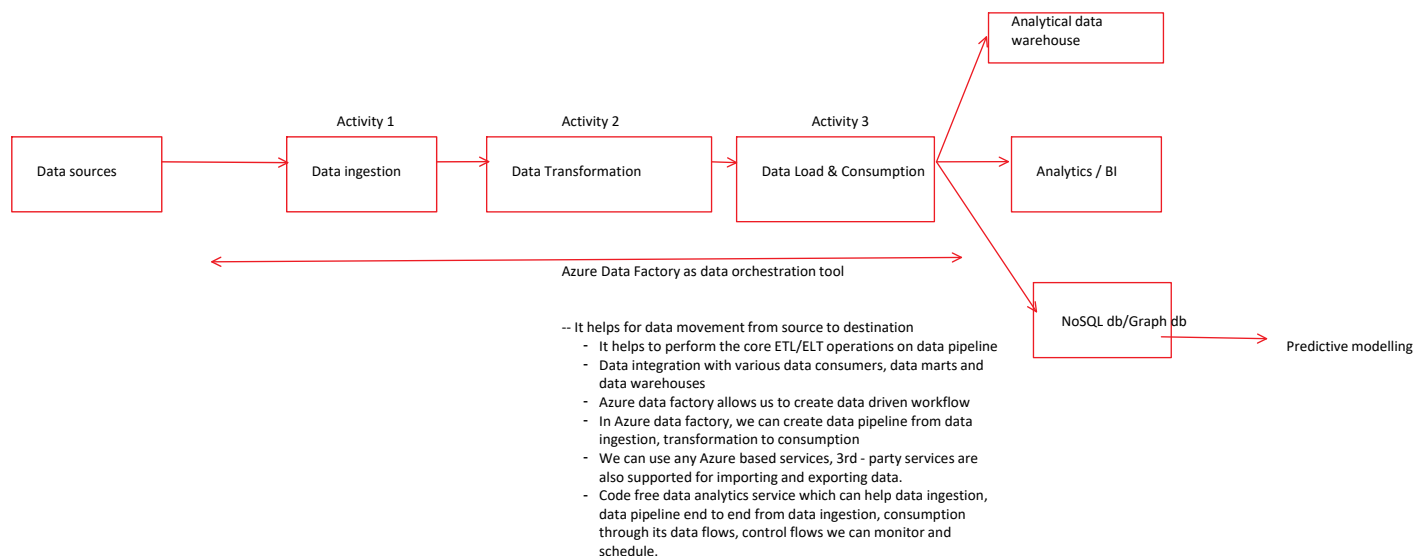 Analytical data
warehouse
Activity 1
Activity 2
Activity 3
Data sources
Data ingestion
Data Transformation
Data Load & Consumption
Analytics / BI
Azure Data Factory as data orchestration tool
NoSQL db/Graph db
Predictive modelling
-- It helps for data movement from source to destination
- It helps to perform the core ETL/ELT operations on data pipeline
- Data integration with various data consumers, data marts and
data warehouses
- Azure data factory allows us to create data driven workflow
- In Azure data factory, we can create data pipeline from data
ingestion, transformation to consumption
- We can use any Azure based services, 3rd - party services are
also supported for importing and exporting data.
- Code free data analytics service which can help data ingestion,
data pipeline end to end from data ingestion, consumption
through its data flows, control flows we can monitor and
schedule.